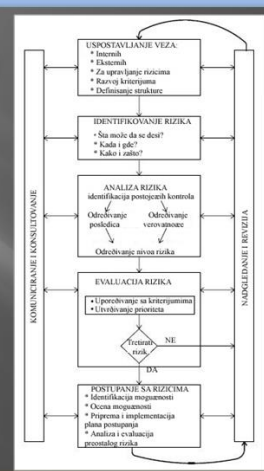 USPOSTAVLJANJE VEZA:
* Internih
* Eksternih
* Za upravljanje rizicima
* Razvoj kriterijuma
* Definisanje strukture
IDENTIFIKOVANJE RIZIKA
* Šta može da se desi?
* Kada i gde?
* Kako i zašto?
ANALIZA RIZIKA
identifikacija postojećih kontrola
Određivanje posledica
Određivanje verovatnoće
Određivanje nivoa rizika
EVALUACIJA RIZIKA
• Upoređivanje sa kriterijumima
• Utvrđivanje prioriteta
Tretirati
rizik
NE
DA
POSTUPANJE SA RIZICIMA
* Identifikacija mogućnosti
* Ocena mogućnosti
* Priprema i implementacija
plana postupanja
* Analiza i evaluacija
preostalog rizika
KOMUNICIRANJE I KONSULTOVANJE
NADGLEDANJE I REVIZIJA